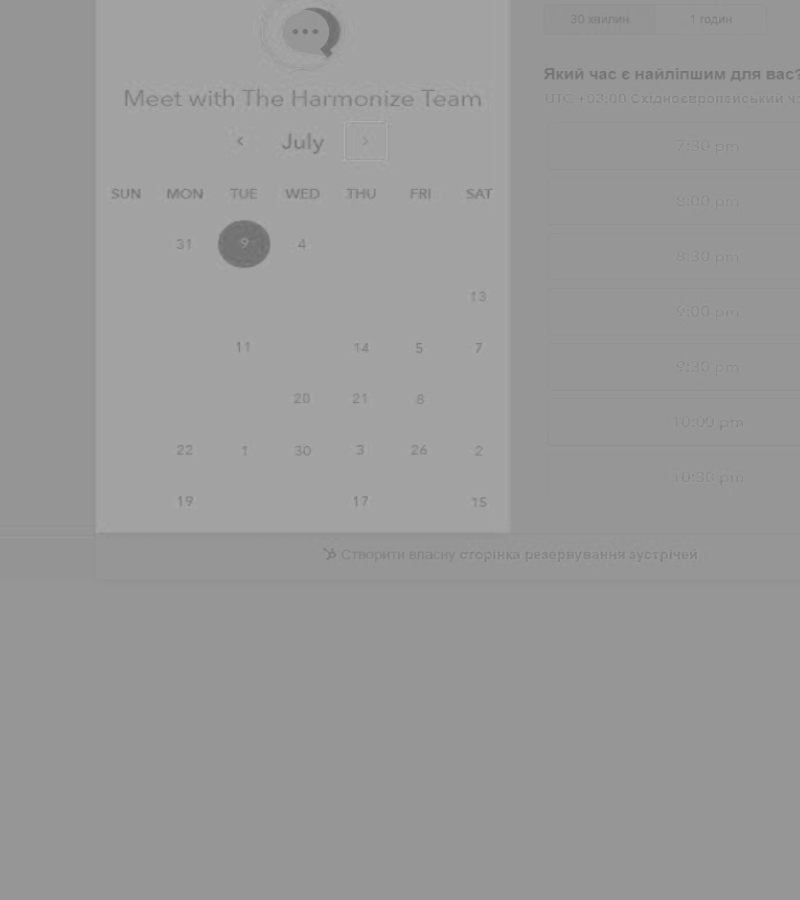 30 хвилин 1 годин
Який час є найліпшим для вас?
Meet with The Harmonize Team
UTC +03:00 Східноєвропейський
July
7:30 pm
SUN MON TUE WED THU FRI SAT
8:00 pm
31 9 4
8:30 pm
13
9:00 pm
11 14 5 7
9:30 pm
20 21 8
10:00 pm
22 1 30 3 26 2
10:30 pm
19 17 15
Створити власну сторінка резервування зустрічей